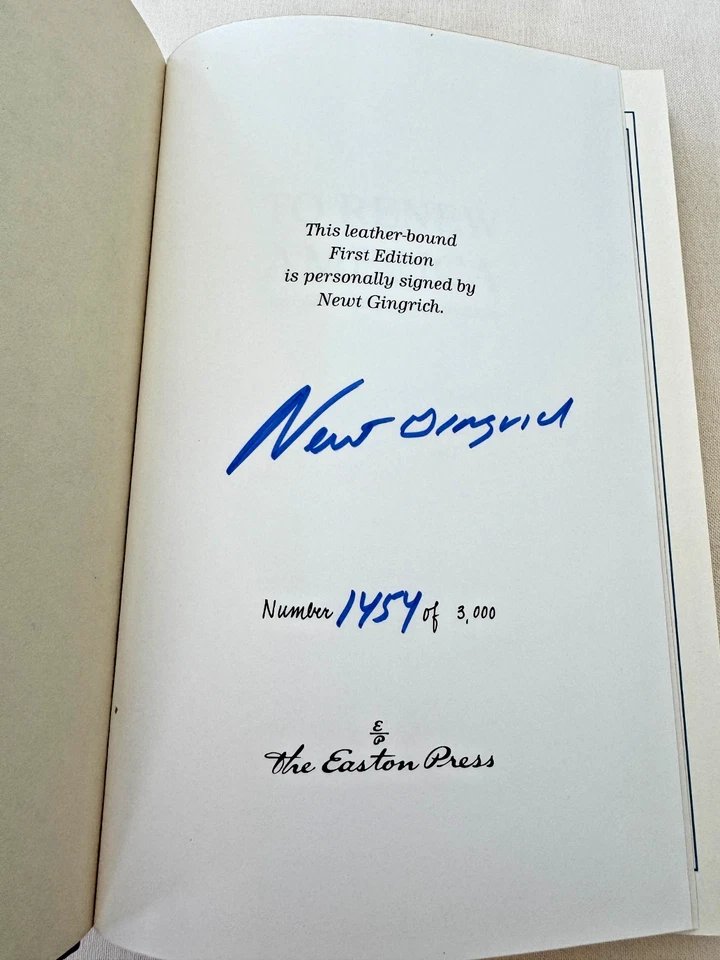 This leather-bound
First Edition
is personally signed by
Newt Gingrich.
Newt Gingrich
Number 1454 of 3,000
E
P
The Easton Press